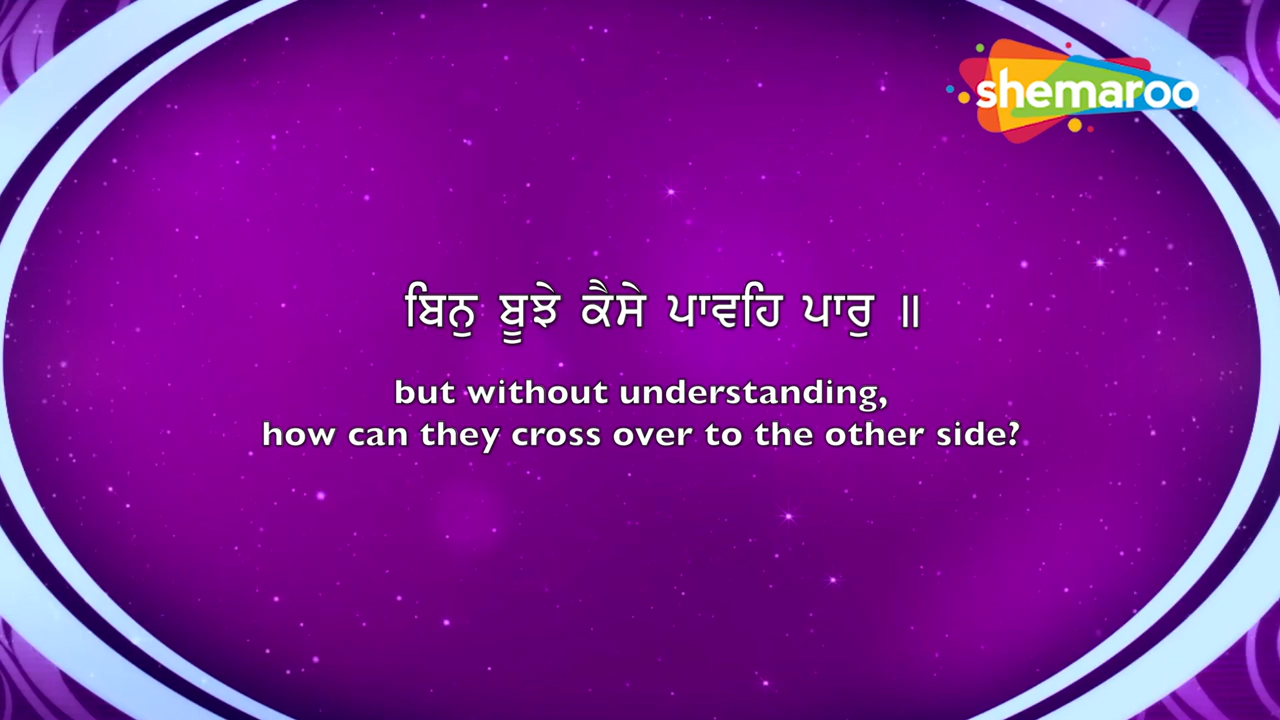 shemaroo
ਬਿਨੁ ਬੂਝੇ ਕੈਸੇ ਪਾਵਹਿ ਪਾਰੁ ॥
but without understanding,
how can they cross over to the other side?